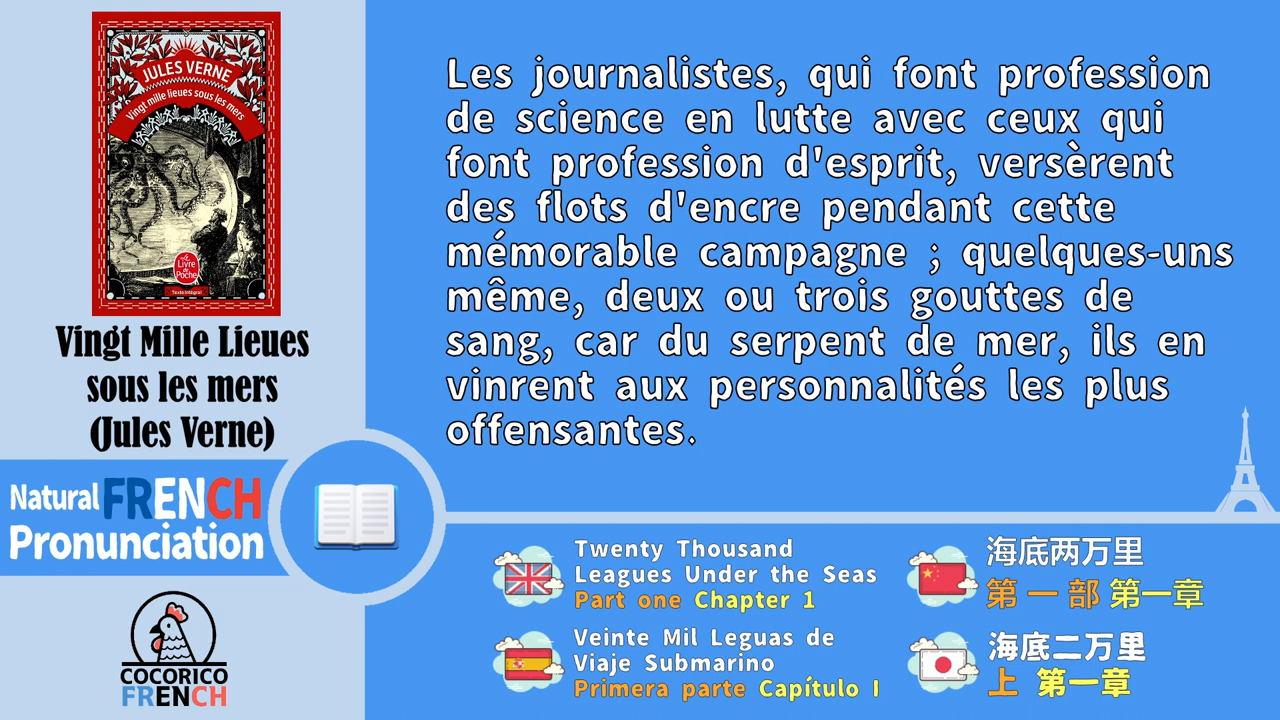 JULES VERNE
Vingt mille lieues sous les mers
Le
Livre
de
Poche
Texte intégral
Vingt Mille Lieues
sous les mers
(Jules Verne)
Natural FRENCH
Pronunciation
COCORICO
FRENCH
Les journalistes, qui font profession
de science en lutte avec ceux qui
font profession d'esprit, versèrent
des flots d'encre pendant cette
mémorable campagne ; quelques-uns
même, deux ou trois gouttes de
sang, car du serpent de mer, ils en
vinrent aux personnalités les plus
offensantes.
Twenty Thousand
Leagues Under the Seas
Part one Chapter 1
海底两万里
第一部 第一章
Veinte Mil Leguas de
Viaje Submarino
Primera parte Capítulo I
海底二万里
上 第一章